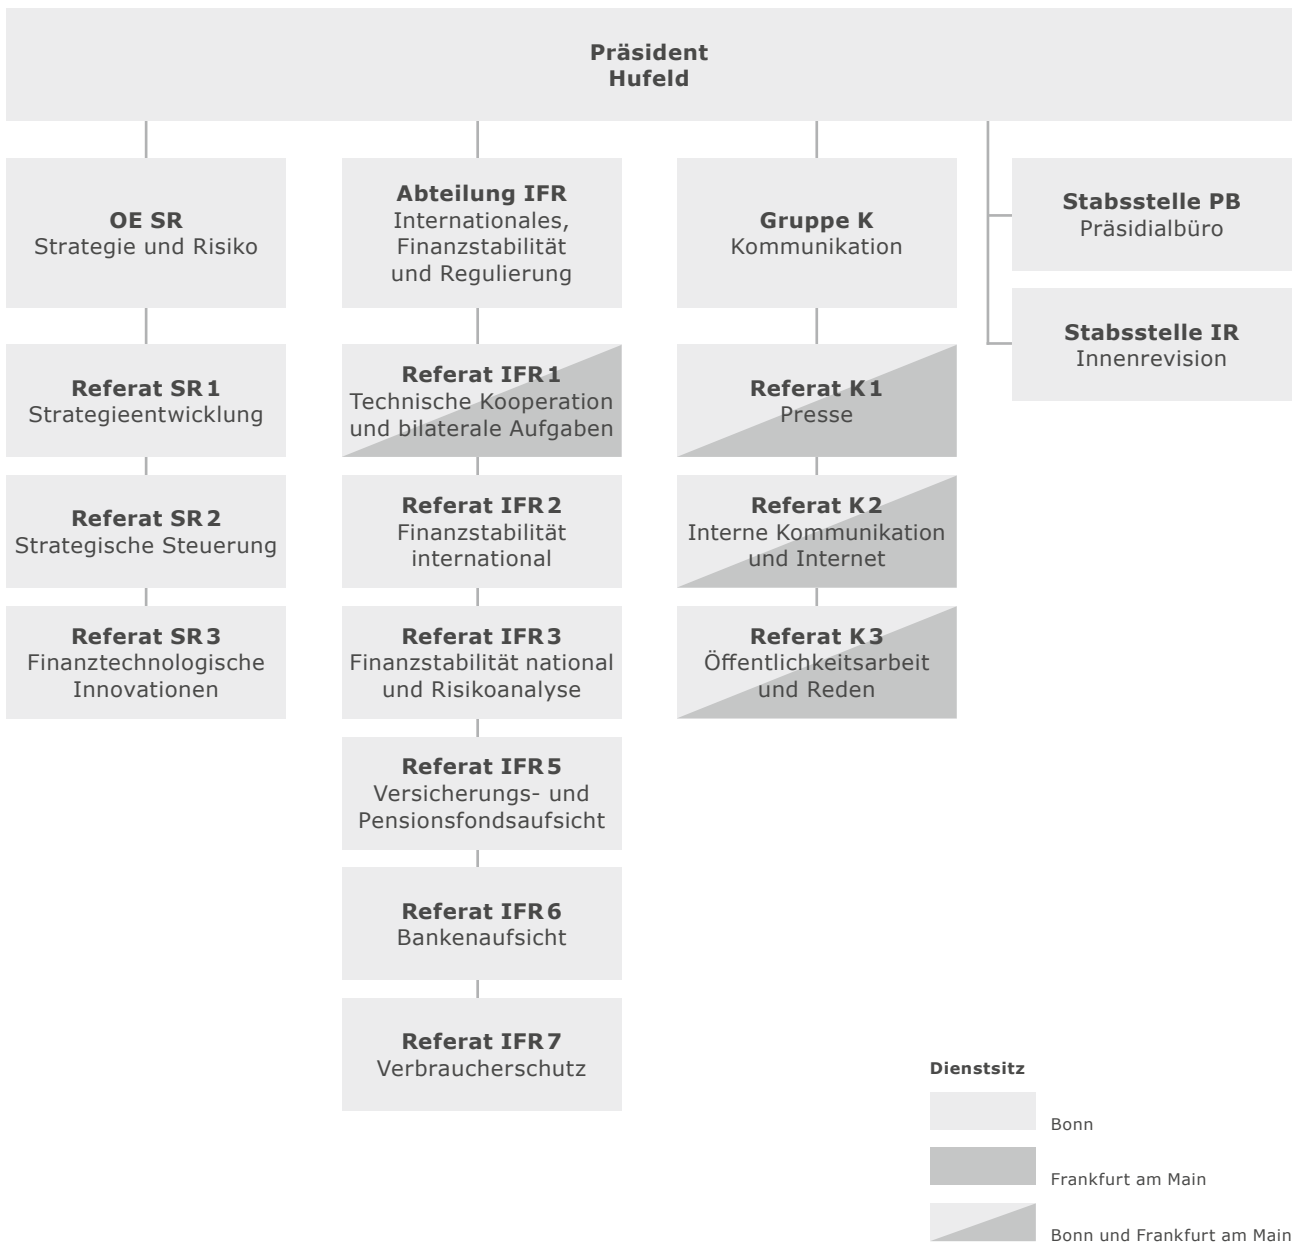 Präsident
Hufeld
OE SR
Strategie und Risiko
Referat SR 1
Strategieentwicklung
Referat SR 2
Strategische Steuerung
Referat SR 3
Finanztechnologische
Innovationen
Abteilung IFR
Internationales,
Finanzstabilität
und Regulierung
Referat IFR 1
Technische Kooperation
und bilaterale Aufgaben
Referat IFR 2
Finanzstabilität
international
Referat IFR 3
Finanzstabilität national
und Risikoanalyse
Referat IFR 5
Versicherungs- und
Pensionsfondsaufsicht
Referat IFR 6
Bankenaufsicht
Referat IFR 7
Verbraucherschutz
Gruppe K
Kommunikation
Referat K 1
Presse
Referat K 2
Interne Kommunikation
und Internet
Referat K 3
Öffentlichkeitsarbeit
und Reden
Stabsstelle PB
Präsidialbüro
Stabsstelle IR
Innenrevision
Dienstsitz
Bonn
Frankfurt am Main
Bonn und Frankfurt am Main